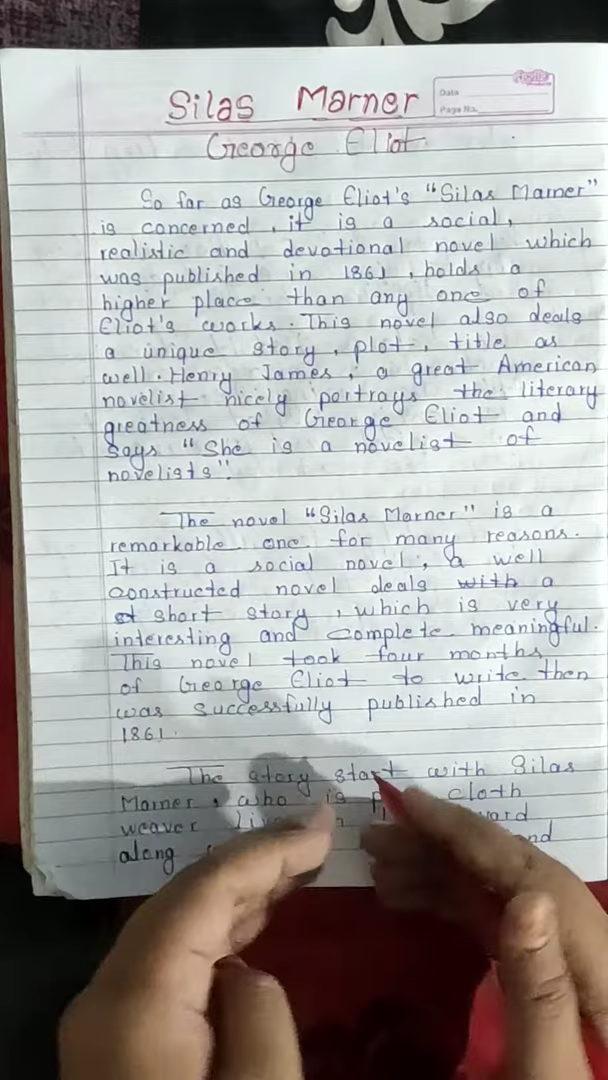 Silas Marner
Data
Page No.
George Eliot
So far as George Eliot's "Silas Marner"
is concerned, it is a social,
realistic and devotional novel which
was published in 1861, holds a
higher place than any one of
Eliot's works. This novel also deals
a unique story, plot, title as
well. Henry James, a great American
novelist nicely portrays the literary
greatness of George Eliot and
says "She is a novelist of
novelists".
The novel "Silas Marner" is a
remarkable one for many reasons.
It is a social novel, a well
constructed novel deals with a
short story, which is very
interesting and complete meaningful.
This novel took four months
of George Eliot to write then
was successfully published in
1861.
The story start with Silas
Marner, who is cloth
weaver
along